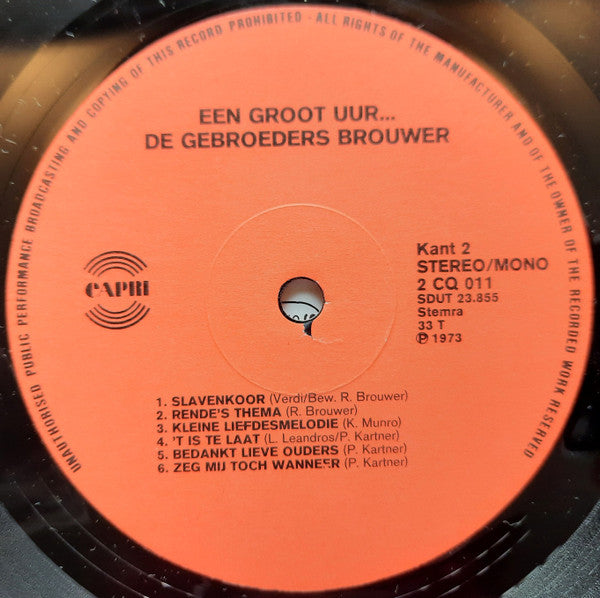 UNAUTHORISED PUBLIC PERFORMANCE BROADCASTING AND COPYING OF THIS RECORD PROHIBITED · ALL RIGHTS OF THE MANUFACTURER AND OF THE OWNER OF THE RECORDED WORK RESERVED
EEN GROOT UUR...
DE GEBROEDERS BROUWER
CAPRI
Kant 2
STEREO/MONO
2 CQ 011
SDUT 23.855
Stemra
33 T
℗ 1973
1. SLAVENKOOR (Verdi/Bew. R. Brouwer)
2. RENDE'S THEMA (R. Brouwer)
3. KLEINE LIEFDESMELODIE (K. Munro)
4. 'T IS TE LAAT (L. Leandros/P. Kartner)
5. BEDANKT LIEVE OUDERS (P. Kartner)
6. ZEG MIJ TOCH WANNEER (P. Kartner)